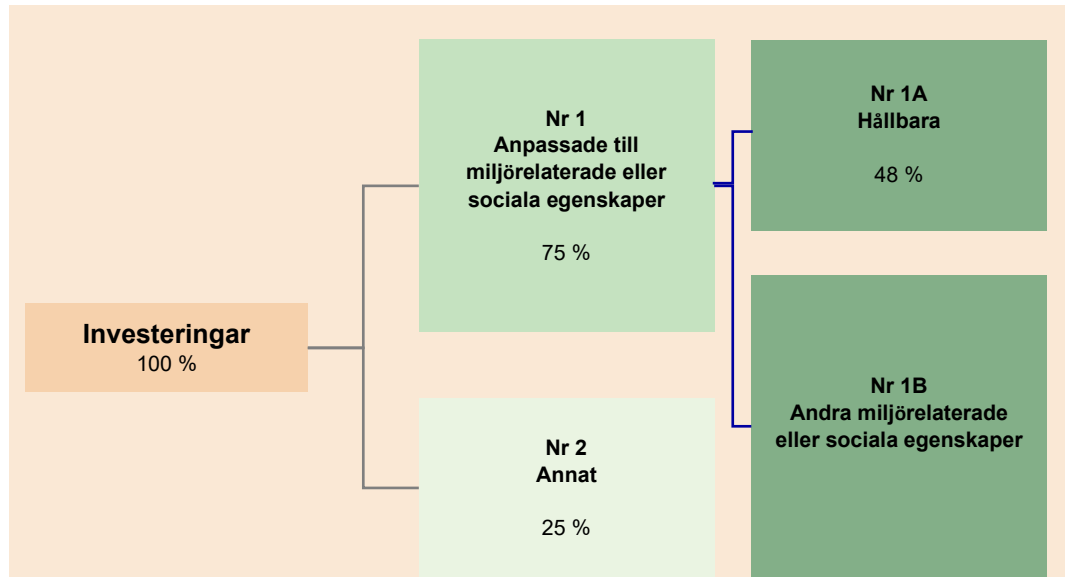 Investeringar
100 %
Nr 1
Anpassade till
miljörelaterade eller
sociala egenskaper
75 %
Nr 2
Annat
25 %
Nr 1A
Hållbara
48 %
Nr 1B
Andra miljörelaterade
eller sociala egenskaper